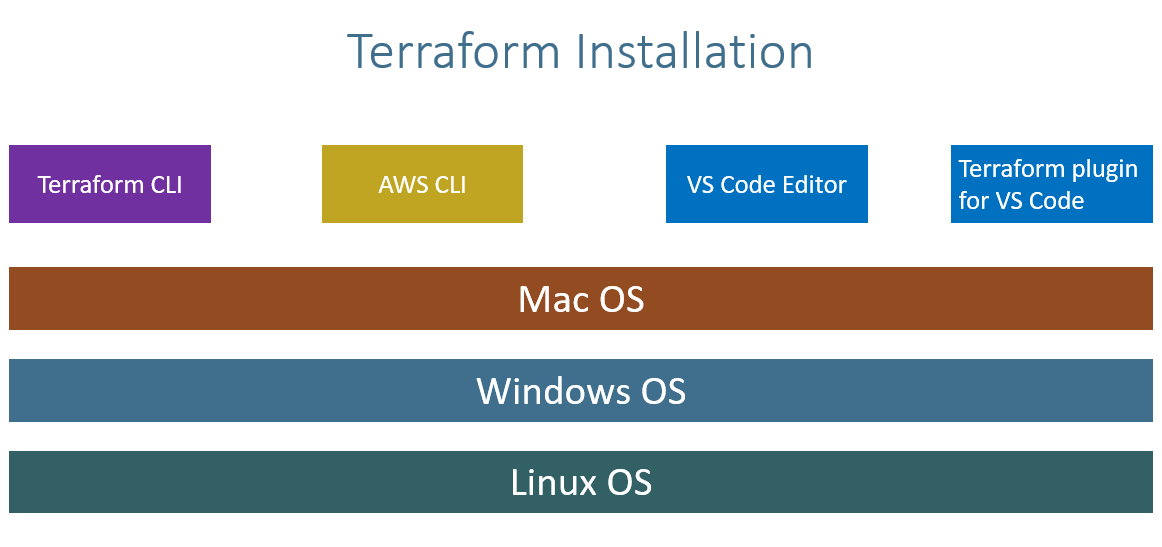 Terraform Installation
Terraform CLI
AWS CLI
VS Code Editor
Terraform plugin
for VS Code
Mac OS
Windows OS
Linux OS